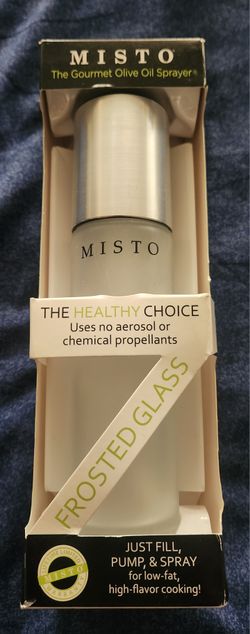 MISTO®
The Gourmet Olive Oil Sprayer®
MISTO
THE HEALTHY CHOICE
Uses no aerosol or
chemical propellants
FROSTED GLASS
MISTO
JUST FILL,
PUMP, & SPRAY
for low-fat,
high-flavor cooking!